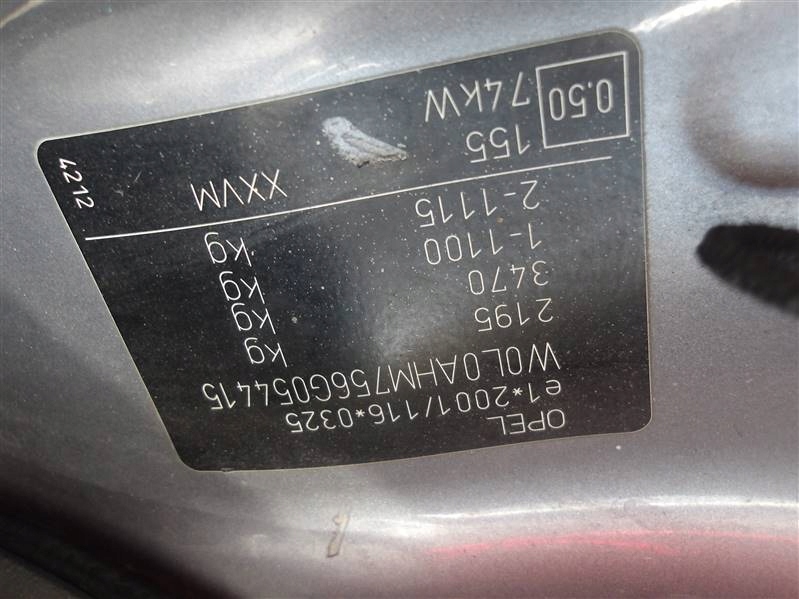 OPEL
e1*2001/116*0325
W0L0AHM756G054415
2195 kg
3470 kg
1-1100 kg
2-1115 kg
155 XXVM
74kW
0.50
4212